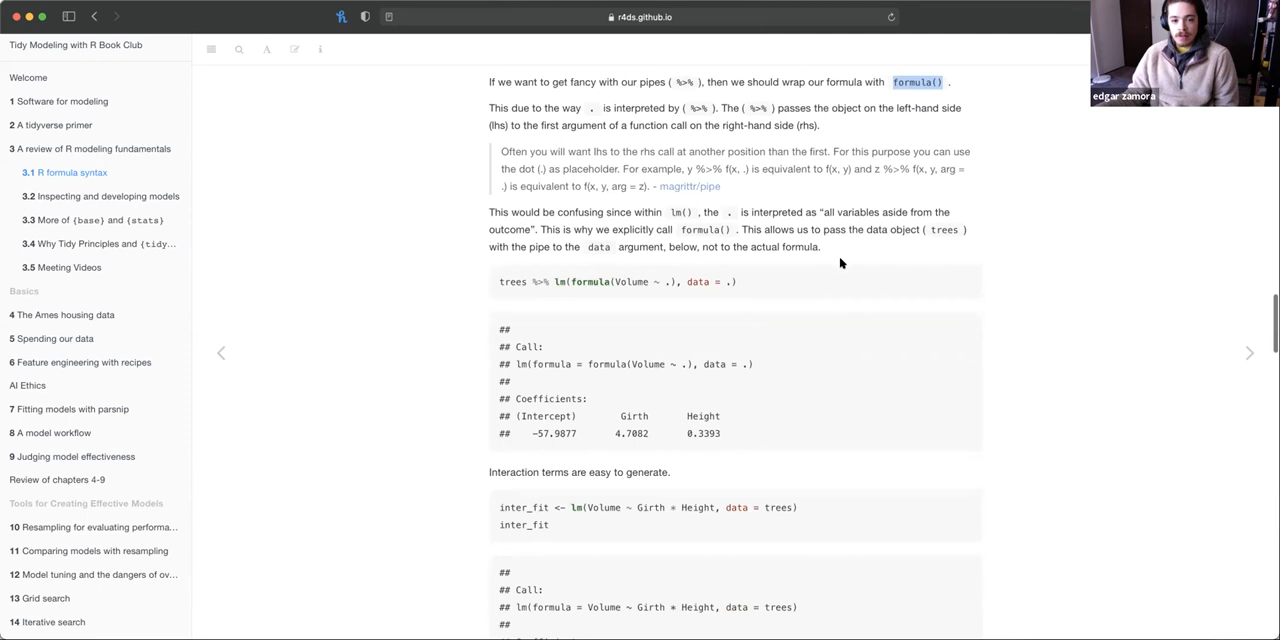 r4ds.github.io
Tidy Modeling with R Book Club
Welcome
1 Software for modeling
2 A tidyverse primer
3 A review of R modeling fundamentals
3.1 R formula syntax
3.2 Inspecting and developing models
3.3 More of {base} and {stats}
3.4 Why Tidy Principles and {tidy...
3.5 Meeting Videos
Basics
4 The Ames housing data
5 Spending our data
6 Feature engineering with recipes
AI Ethics
7 Fitting models with parsnip
8 A model workflow
9 Judging model effectiveness
Review of chapters 4-9
Tools for Creating Effective Models
10 Resampling for evaluating performa...
11 Comparing models with resampling
12 Model tuning and the dangers of ov...
13 Grid search
14 Iterative search
If we want to get fancy with our pipes ( %>% ), then we should wrap our formula with formula() .
This due to the way . is interpreted by ( %>% ). The ( %>% ) passes the object on the left-hand side
(lhs) to the first argument of a function call on the right-hand side (rhs).
Often you will want lhs to the rhs call at another position than the first. For this purpose you can use
the dot (.) as placeholder. For example, y %>% f(x, .) is equivalent to f(x, y) and z %>% f(x, y, arg =
.) is equivalent to f(x, y, arg = z). - magrittr/pipe
This would be confusing since within lm() , the . is interpreted as “all variables aside from the
outcome”. This is why we explicitly call formula() . This allows us to pass the data object ( trees )
with the pipe to the data argument, below, not to the actual formula.
trees %>% lm(formula(Volume ~ .), data = .)
##
## Call:
## lm(formula = formula(Volume ~ .), data = .)
##
## Coefficients:
## (Intercept) Girth Height
## -57.9877 4.7082 0.3393
Interaction terms are easy to generate.
inter_fit <- lm(Volume ~ Girth * Height, data = trees)
inter_fit
##
## Call:
## lm(formula = Volume ~ Girth * Height, data = trees)
##
edgar zamora